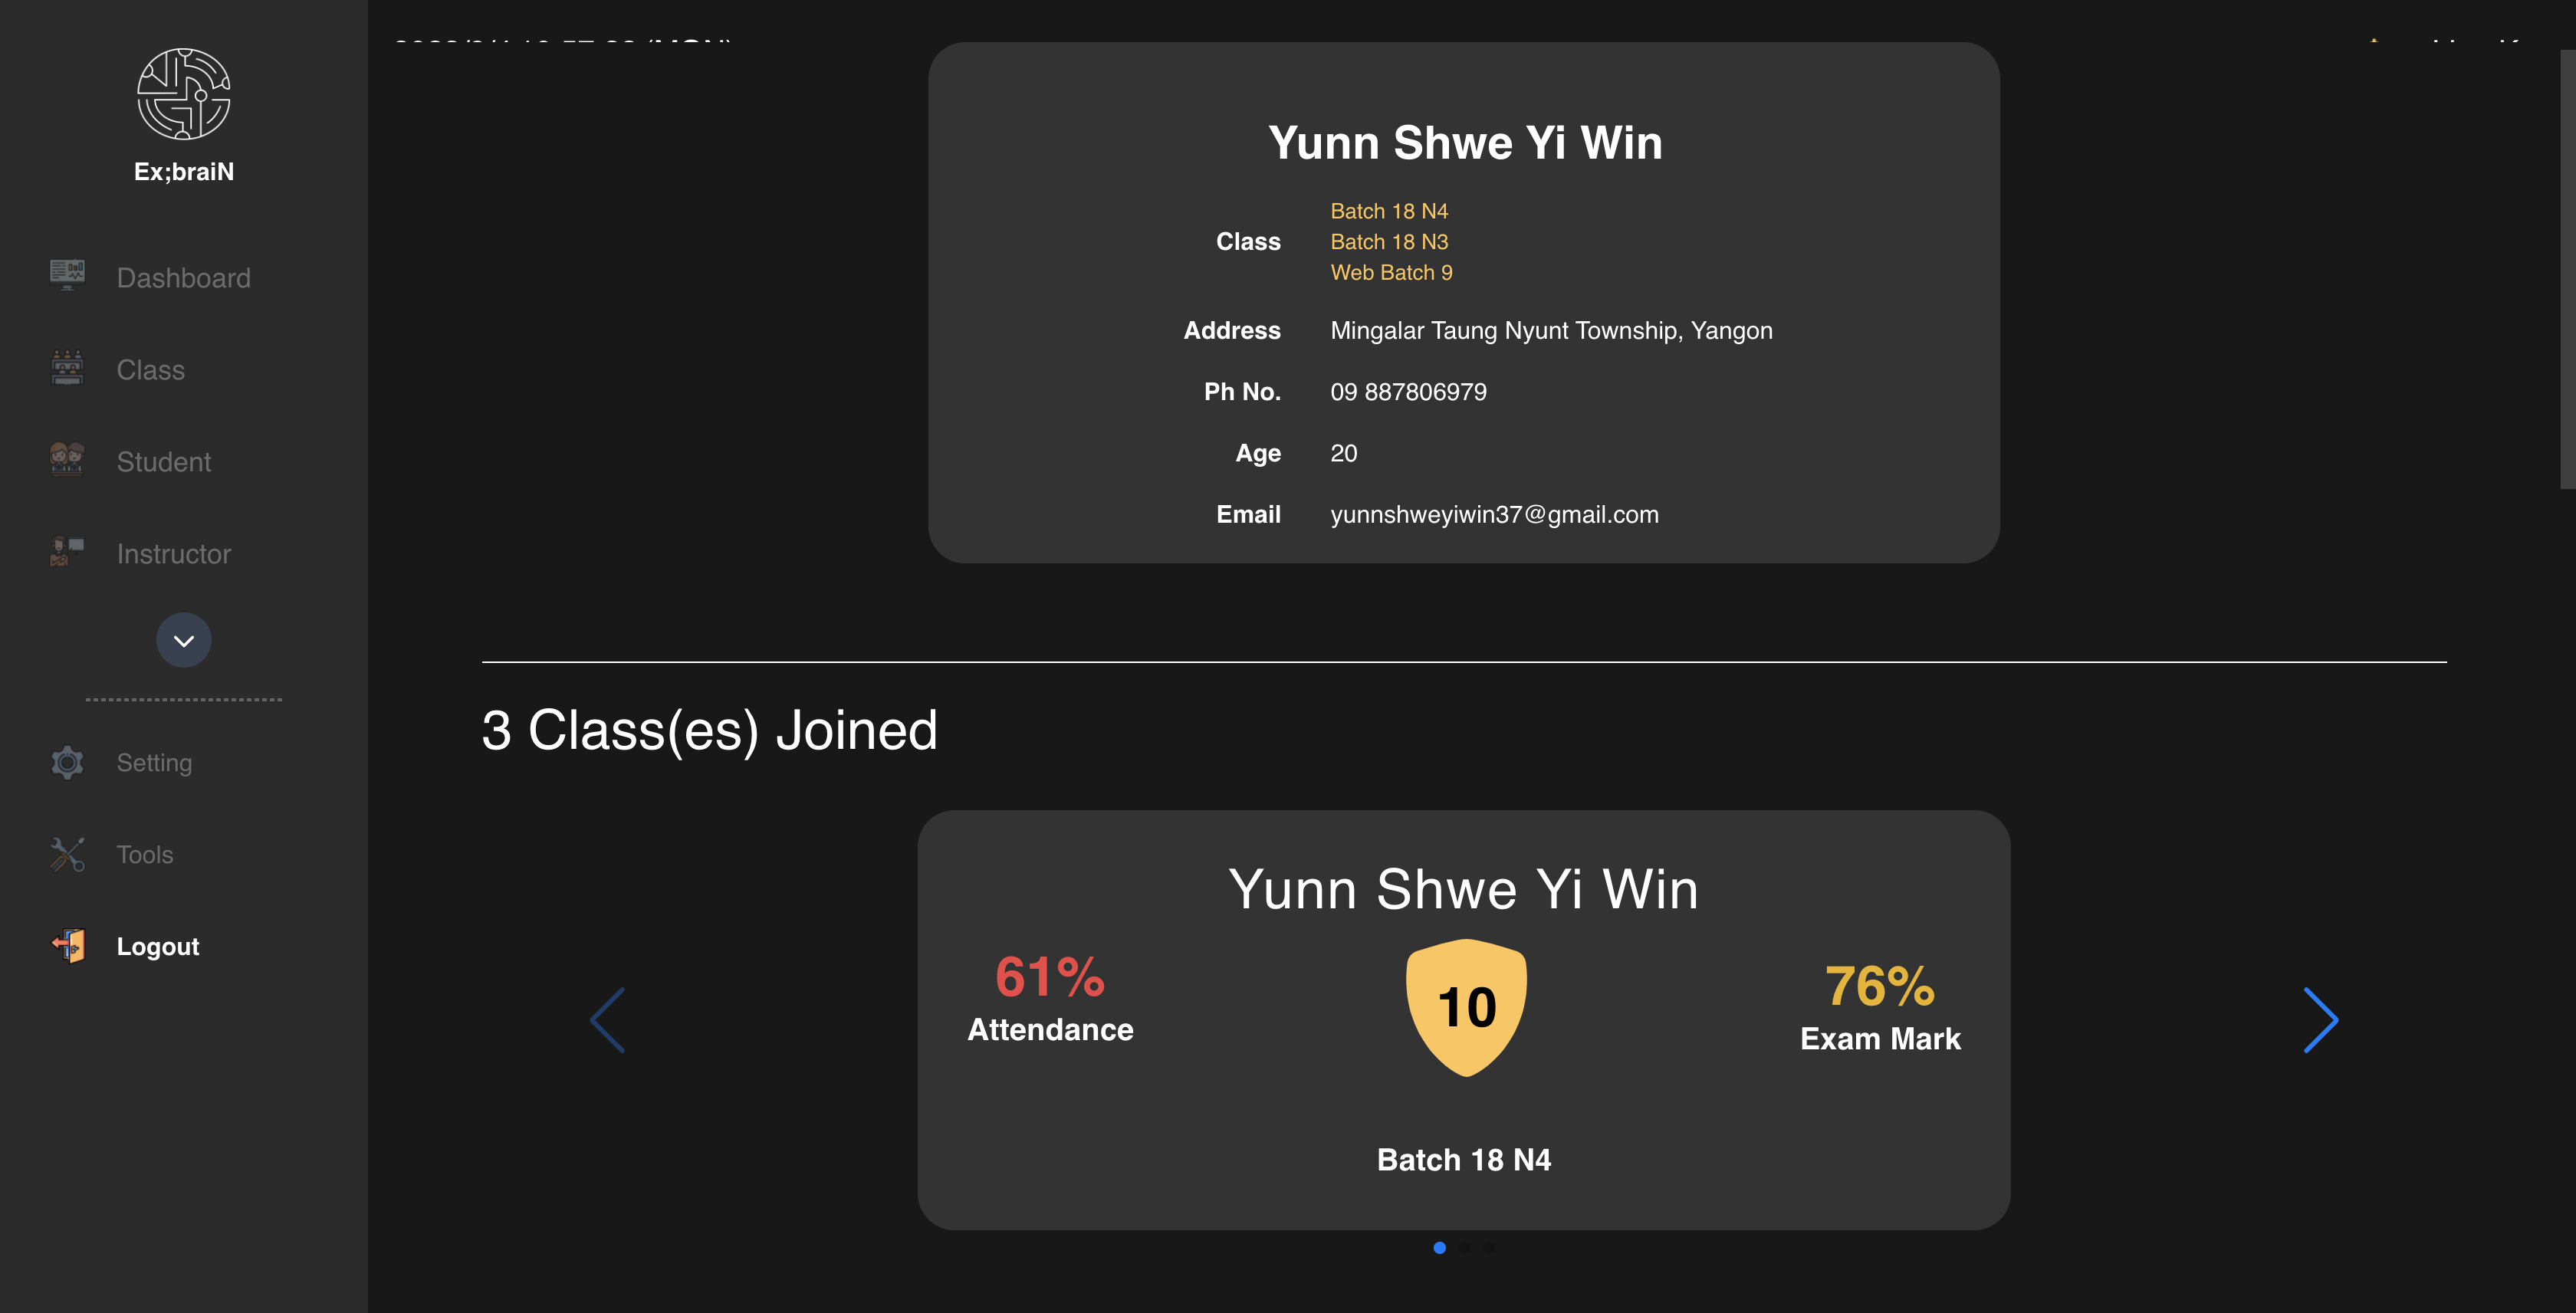 Ex;braiN
Dashboard
Class
Student
Instructor
Setting
Tools
Logout
Yunn Shwe Yi Win
Class
Batch 18 N4
Batch 18 N3
Web Batch 9
Address Mingalar Taung Nyunt Township, Yangon
Ph No. 09 887806979
Age 20
Email yunnshweyiwin37@gmail.com
3 Class(es) Joined
Yunn Shwe Yi Win
61%
Attendance
10
76%
Exam Mark
Batch 18 N4